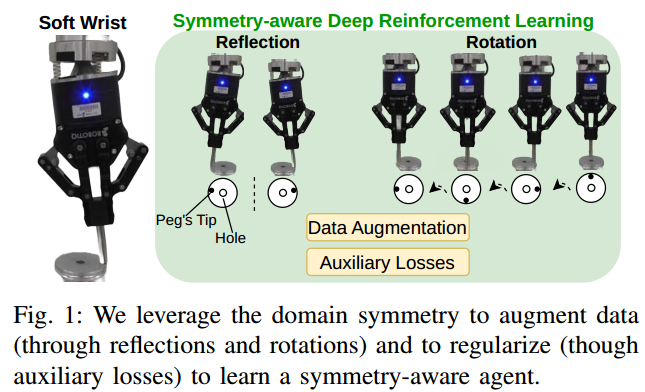 Soft Wrist
Symmetry-aware Deep Reinforcement Learning
Reflection
Rotation
ROBOTIQ
Peg's Tip
Hole
Data Augmentation
Auxiliary Losses
Fig. 1: We leverage the domain symmetry to augment data
(through reflections and rotations) and to regularize (though
auxiliary losses) to learn a symmetry-aware agent.